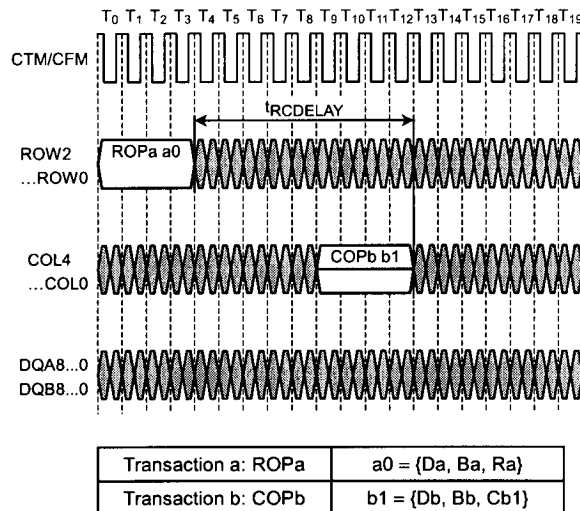 T0 T1 T2 T3 T4 T5 T6 T7 T8 T9 T10 T11 T12 T13 T14 T15 T16 T17 T18 T19
CTM/CFM
tRCDELAY
ROW2
...ROW0
ROPa a0
COL4
...COL0
COPb b1
DQA8...0
DQB8...0
Transaction a: ROPa a0 = {Da, Ba, Ra}
Transaction b: COPb b1 = {Db, Bb, Cb1}